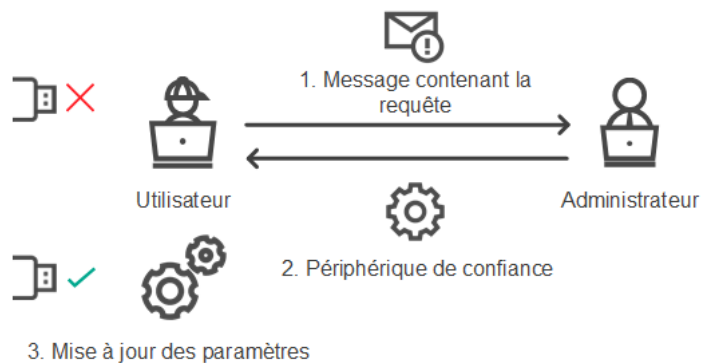 1. Message contenant la
requête
Utilisateur
Administrateur
2. Périphérique de confiance
3. Mise à jour des paramètres